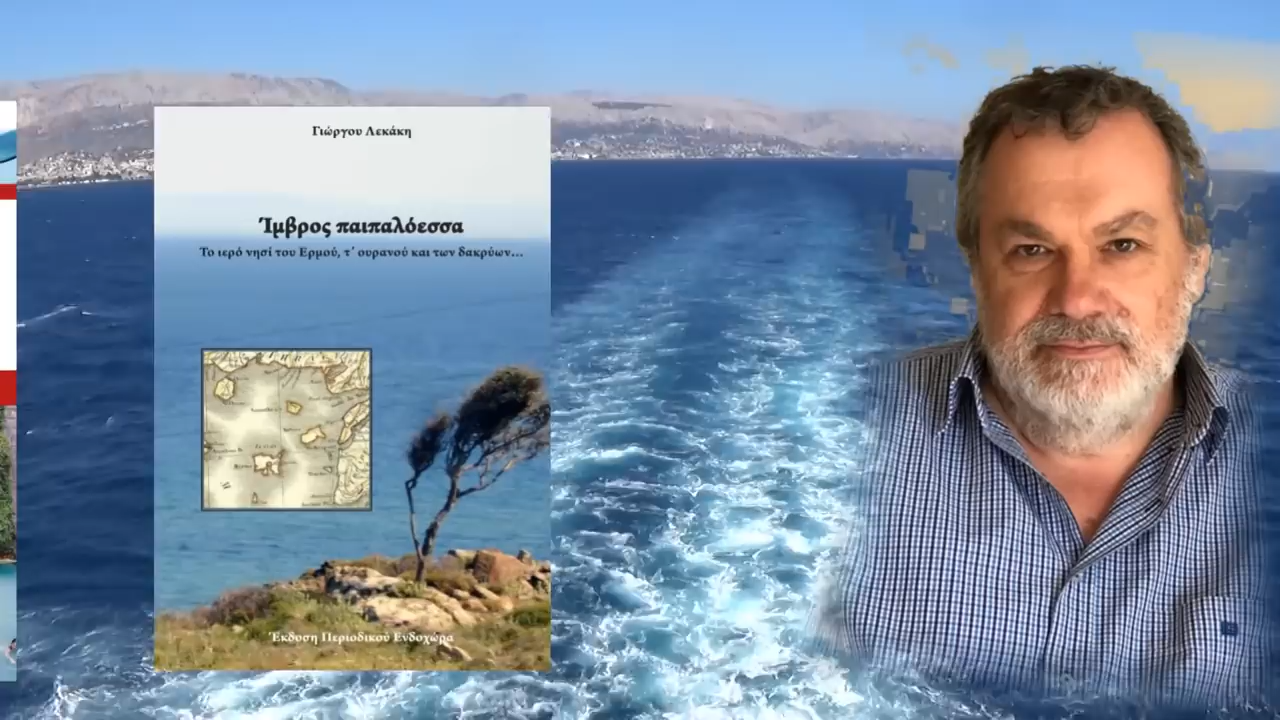 Γιώργου Λεκάκη
Ίμβρος παιπαλόεσσα
Το ιερό νησί του Ερμού, τ΄ ουρανού και των δακρύων...
Έκδοση Περιοδικού Ενδοχώρα